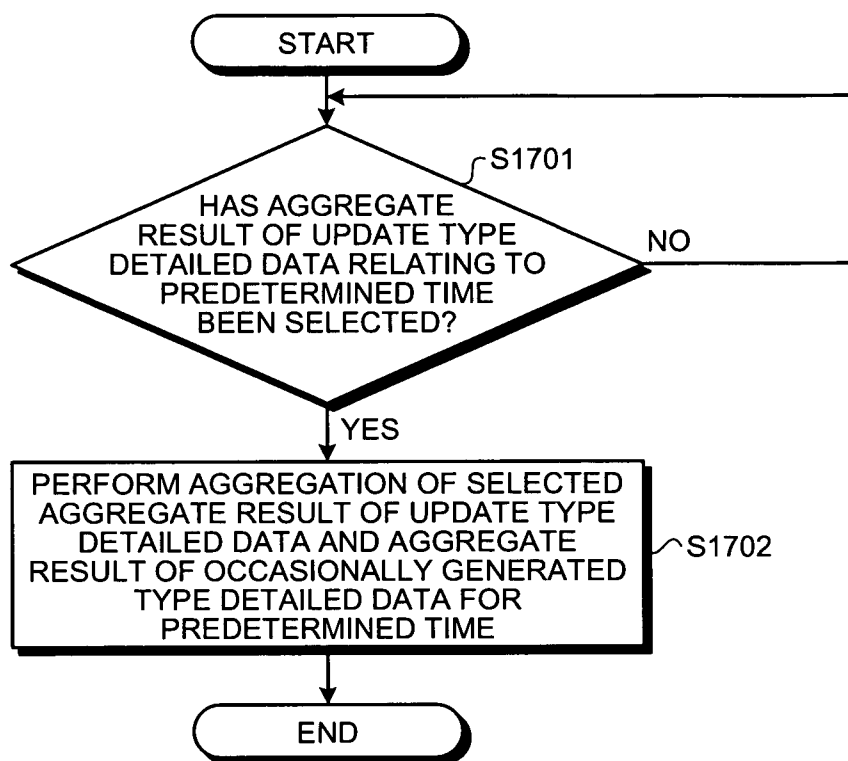 START
S1701
HAS AGGREGATE
RESULT OF UPDATE TYPE
DETAILED DATA RELATING TO
PREDETERMINED TIME
BEEN SELECTED?
NO
YES
PERFORM AGGREGATION OF SELECTED
AGGREGATE RESULT OF UPDATE TYPE
DETAILED DATA AND AGGREGATE
RESULT OF OCCASIONALLY GENERATED
TYPE DETAILED DATA FOR
PREDETERMINED TIME
S1702
END